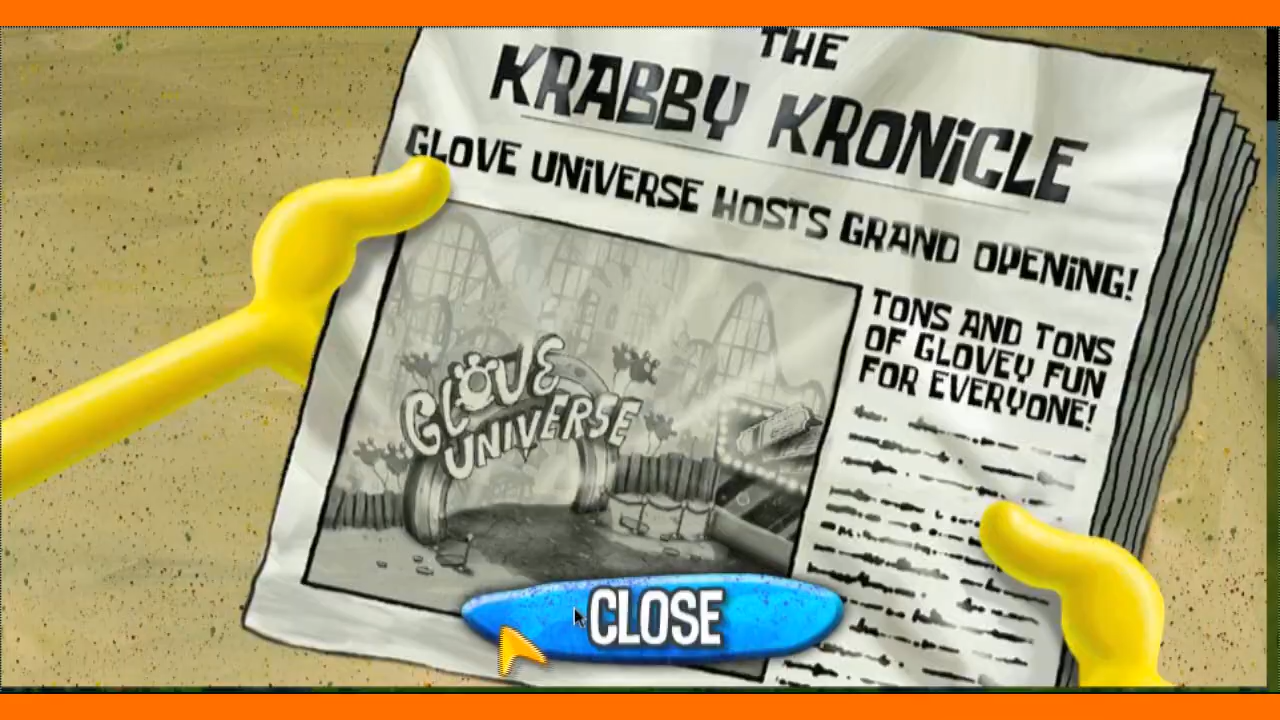 THE
KRABBY KRONiCLE
GLOVE UNiVERSE HOSTS GRAND OPENiNG!
TONS AND TONS
OF GLOVEY FUN
FOR EVERYONE!
GLOVE
UNIVERSE
CLOSE